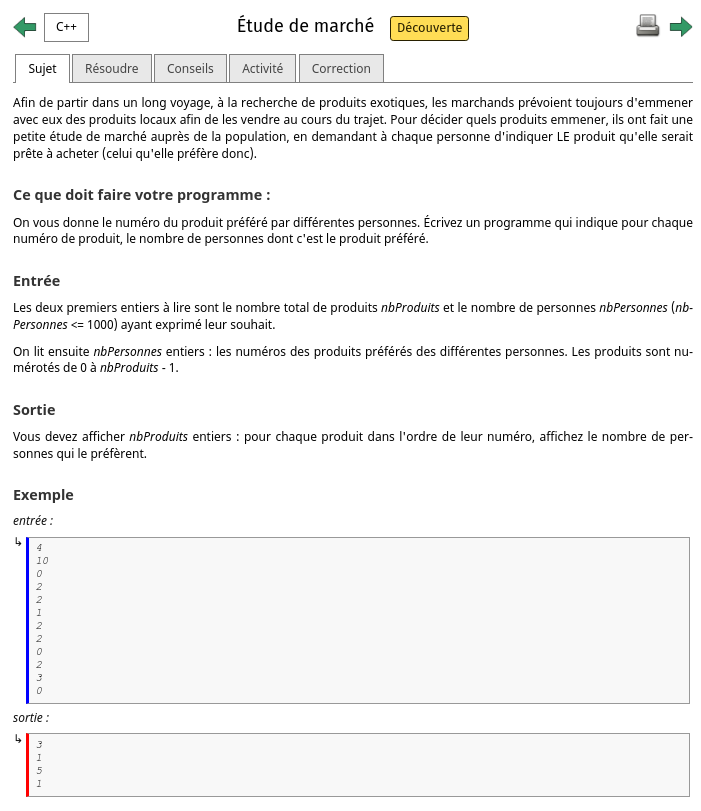 C++
Étude de marché
Découverte
Sujet
Résoudre
Conseils
Activité
Correction
Afin de partir dans un long voyage, à la recherche de produits exotiques, les marchands prévoient toujours d'emmener
avec eux des produits locaux afin de les vendre au cours du trajet. Pour décider quels produits emmener, ils ont fait une
petite étude de marché auprès de la population, en demandant à chaque personne d'indiquer LE produit qu'elle serait
prête à acheter (celui qu'elle préfère donc).
Ce que doit faire votre programme :
On vous donne le numéro du produit préféré par différentes personnes. Écrivez un programme qui indique pour chaque
numéro de produit, le nombre de personnes dont c'est le produit préféré.
Entrée
Les deux premiers entiers à lire sont le nombre total de produits nbProduits et le nombre de personnes nbPersonnes (nb-
Personnes <= 1000) ayant exprimé leur souhait.
On lit ensuite nbPersonnes entiers : les numéros des produits préférés des différentes personnes. Les produits sont nu-
mérotés de 0 à nbProduits - 1.
Sortie
Vous devez afficher nbProduits entiers : pour chaque produit dans l'ordre de leur numéro, affichez le nombre de per-
sonnes qui le préfèrent.
Exemple
entrée :
↳
4
10
0
2
2
1
2
2
0
2
3
0
sortie :
↳
3
1
5
1